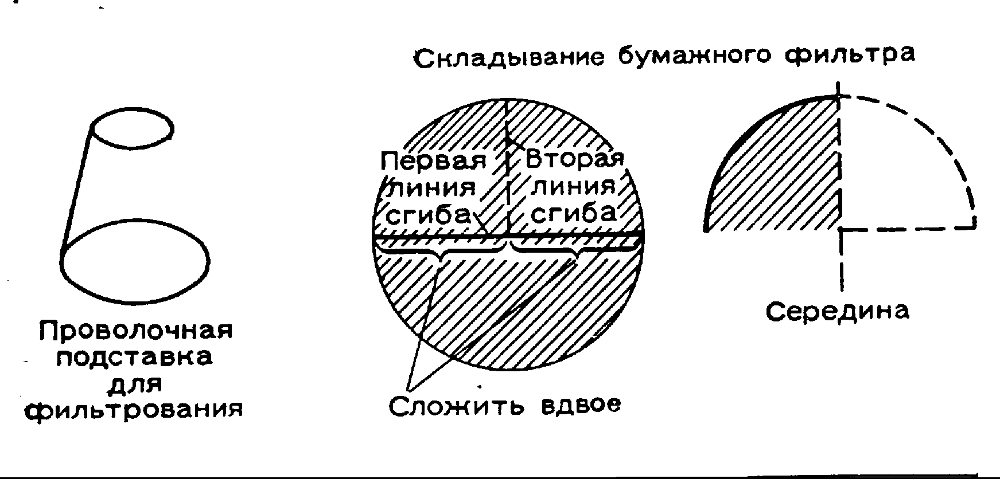 Складывание бумажного фильтра
Первая
линия
сгиба
Вторая
линия
сгиба
Середина
Проволочная
подставка
для
фильтрования
Сложить вдвое